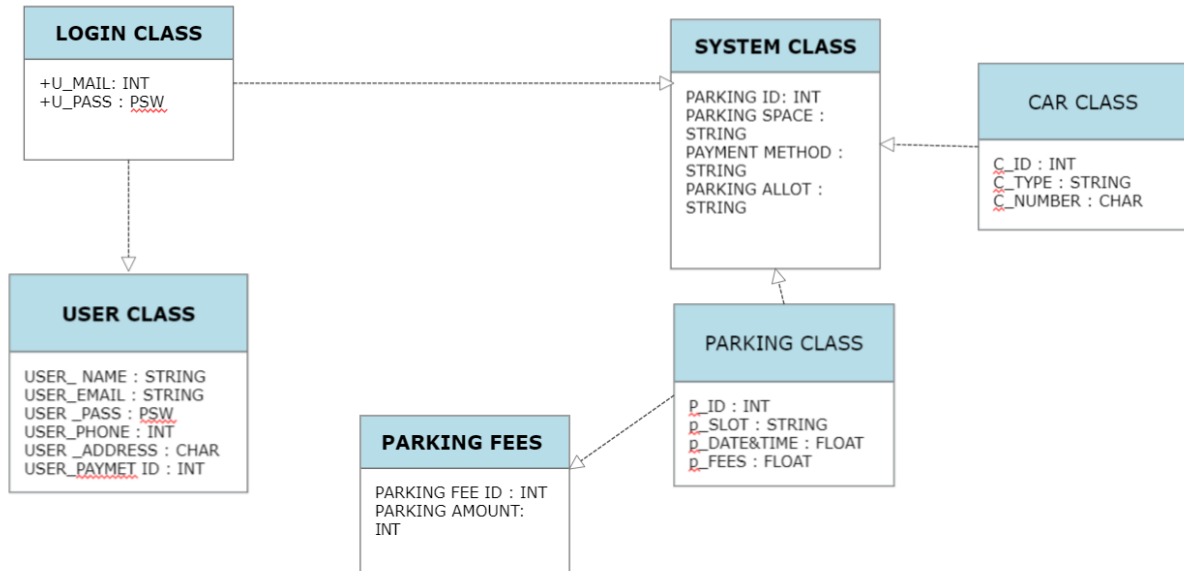 LOGIN CLASS
+U_MAIL: INT
+U_PASS : PSW
SYSTEM CLASS
PARKING ID: INT
PARKING SPACE :
STRING
PAYMENT METHOD :
STRING
PARKING ALLOT :
STRING
CAR CLASS
C_ID : INT
C_TYPE : STRING
C_NUMBER : CHAR
USER CLASS
USER_ NAME : STRING
USER_EMAIL : STRING
USER _PASS : PSW
USER_PHONE : INT
USER _ADDRESS : CHAR
USER_PAYMET ID : INT
PARKING CLASS
P_ID : INT
p_SLOT : STRING
p_DATE&TIME : FLOAT
p_FEES : FLOAT
PARKING FEES
PARKING FEE ID : INT
PARKING AMOUNT:
INT